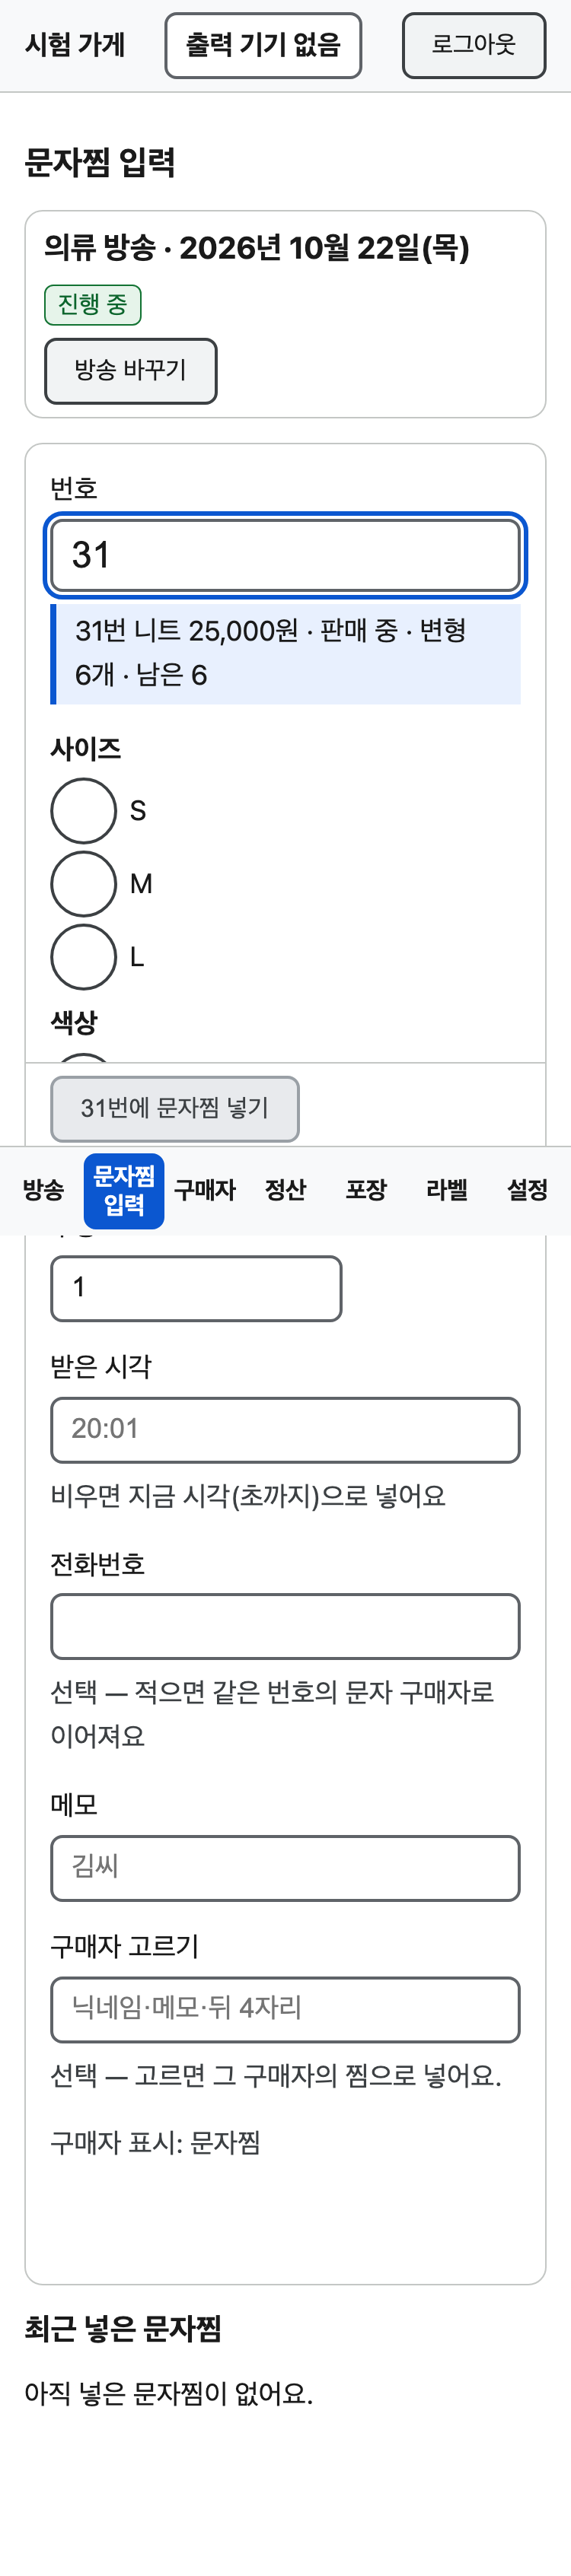 시험 가게
출력 기기 없음
로그아웃
문자찜 입력
의류 방송 · 2026년 10월 22일(목)
진행 중
방송 바꾸기
번호
31
31번 니트 25,000원 · 판매 중 · 변형
6개 · 남은 6
사이즈
S
M
L
색상
31번에 문자찜 넣기
방송
문자찜
입력
구매자
정산
포장
라벨
설정
1
받은 시각
20:01
비우면 지금 시각(초까지)으로 넣어요
전화번호
선택 — 적으면 같은 번호의 문자 구매자로
이어져요
메모
김씨
구매자 고르기
닉네임·메모·뒤 4자리
선택 — 고르면 그 구매자의 찜으로 넣어요.
구매자 표시: 문자찜
최근 넣은 문자찜
아직 넣은 문자찜이 없어요.